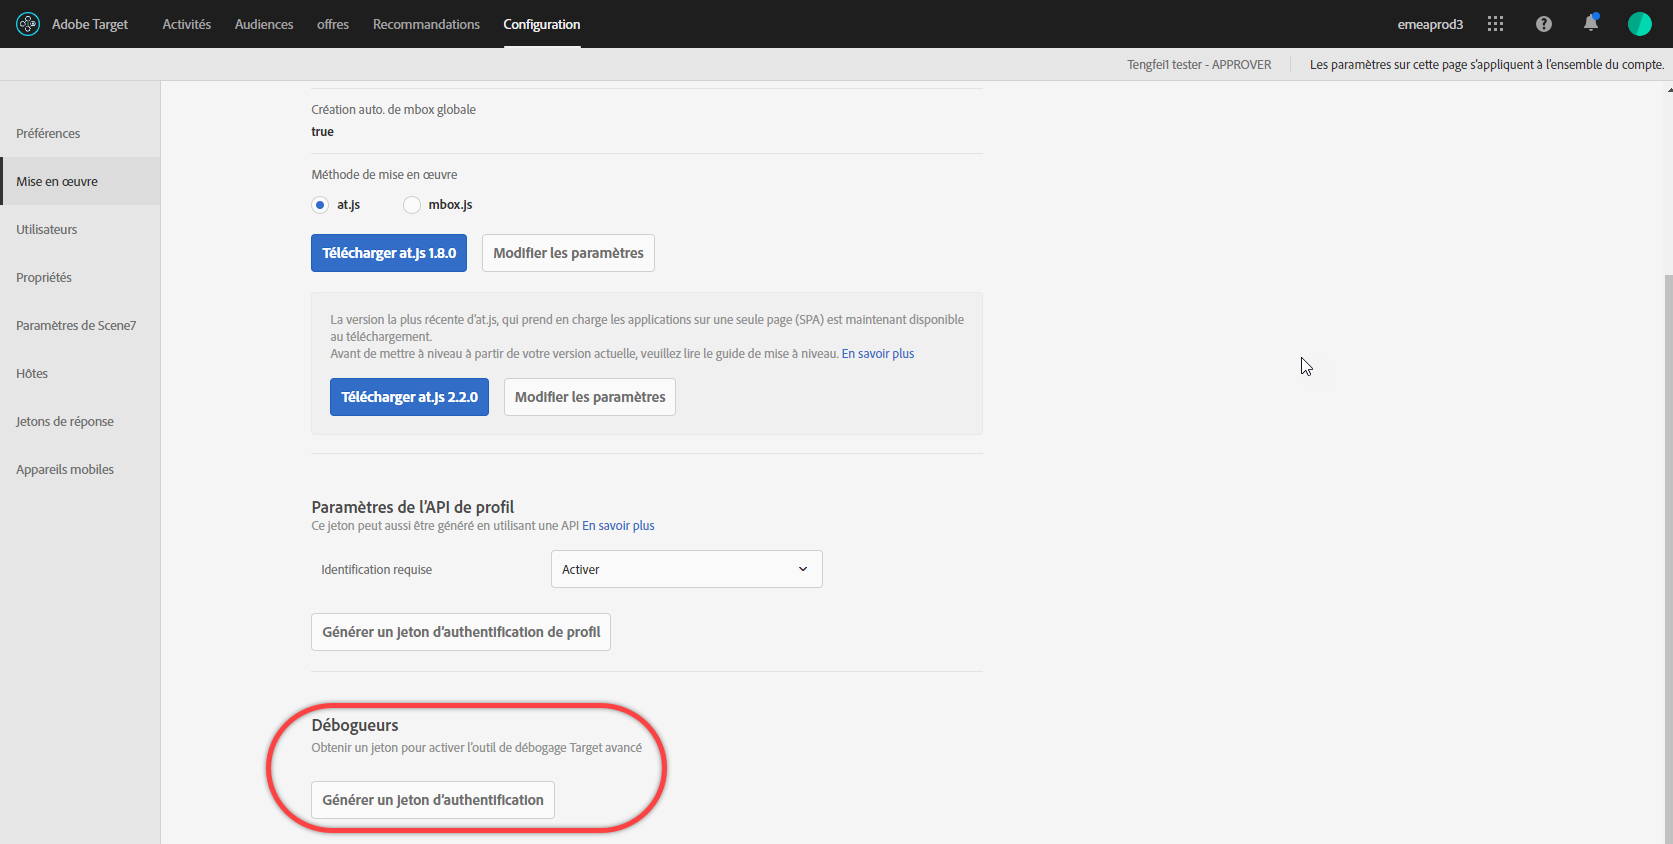 Adobe Target
Activités
Audiences
offres
Recommandations
Configuration
emeaprod3
Tengfei1 tester - APPROVER
Les paramètres sur cette page s'appliquent à l'ensemble du compte.
Préférences
Mise en œuvre
Utilisateurs
Propriétés
Paramètres de Scene7
Hôtes
Jetons de réponse
Appareils mobiles
Création auto. de mbox globale
true
Méthode de mise en œuvre
at.js
mbox.js
Télécharger at.js 1.8.0
Modifier les paramètres
La version la plus récente d'at.js, qui prend en charge les applications sur une seule page (SPA) est maintenant disponible
au téléchargement.
Avant de mettre à niveau à partir de votre version actuelle, veuillez lire le guide de mise à niveau. En savoir plus
Télécharger at.js 2.2.0
Modifier les paramètres
Paramètres de l'API de profil
Ce jeton peut aussi être généré en utilisant une API En savoir plus
Identification requise
Activer
Générer un jeton d'authentification de profil
Débogueurs
Obtenir un jeton pour activer l'outil de débogage Target avancé
Générer un jeton d'authentification